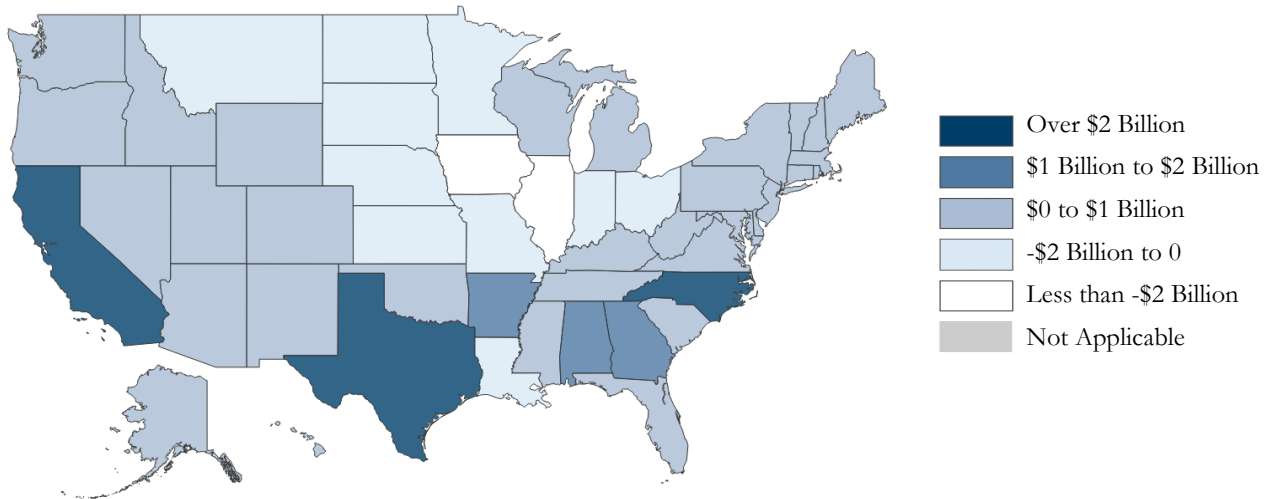 Over $2 Billion
$1 Billion to $2 Billion
$0 to $1 Billion
-$2 Billion to 0
Less than -$2 Billion
Not Applicable